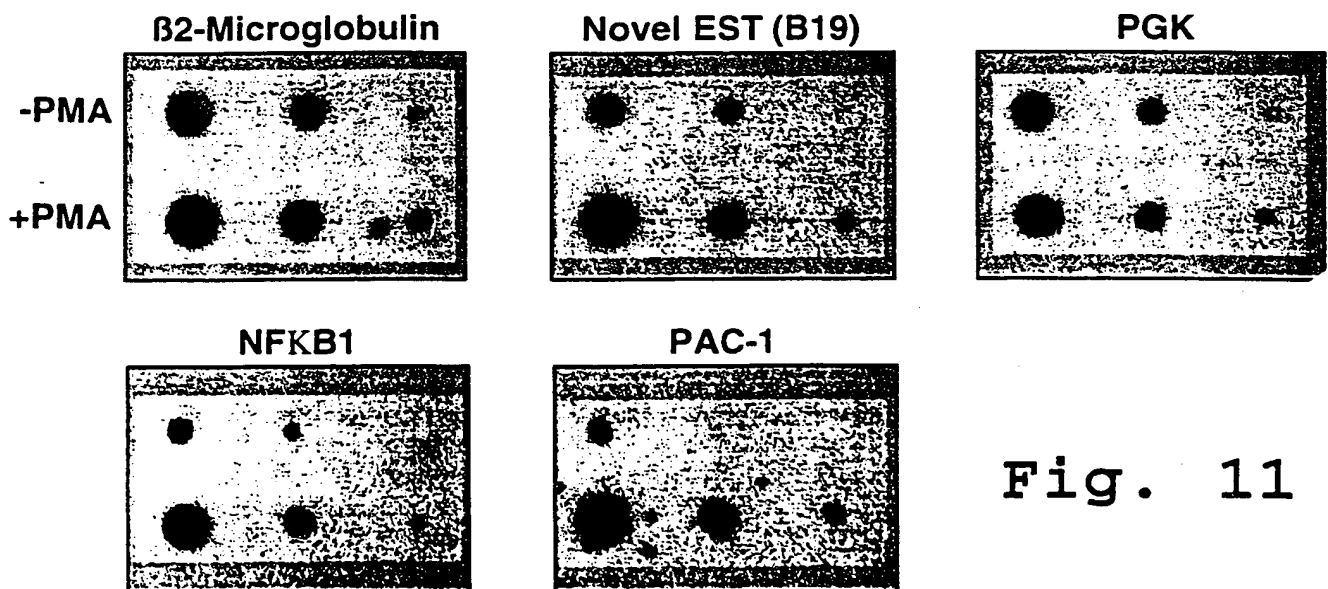 ß2-Microglobulin
Novel EST (B19)
PGK
-PMA
+PMA
NFKB1
PAC-1
Fig. 11